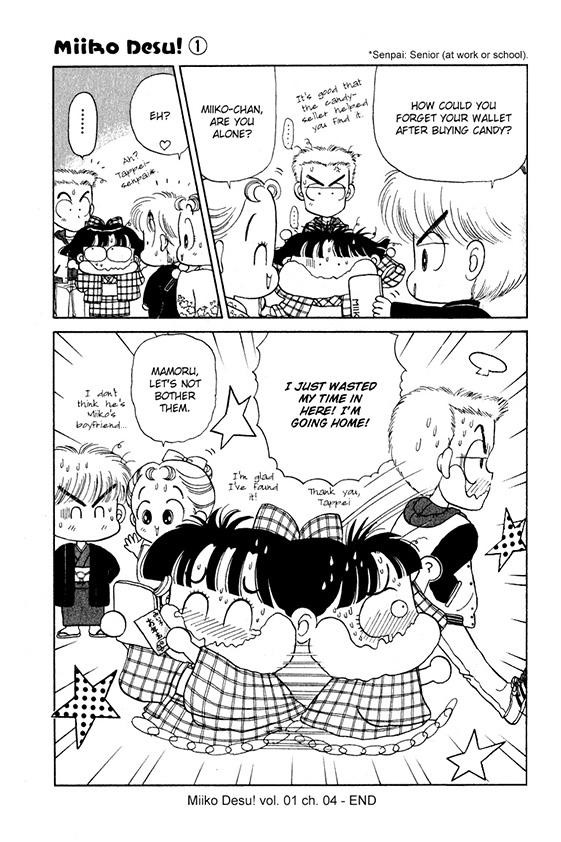 Miiko Desu! ①
*Senpai: Senior (at work or school).
HOW COULD YOU
FORGET YOUR WALLET
AFTER BUYING CANDY?
It's good that
the candy-
seller helped
you find it.
MIIKO-CHAN,
ARE YOU
ALONE?
MIIK
EH?
Ah?
Tappei-
senpai.
I JUST WASTED
MY TIME IN
HERE! I'M
GOING HOME!
MAMORU,
LET'S NOT
BOTHER
THEM.
I don't
think he's
Miiko's
boyfriend...
I'm glad
I've found
it!
Thank you,
Tappei
Miiko Desu! vol. 01 ch. 04 - END